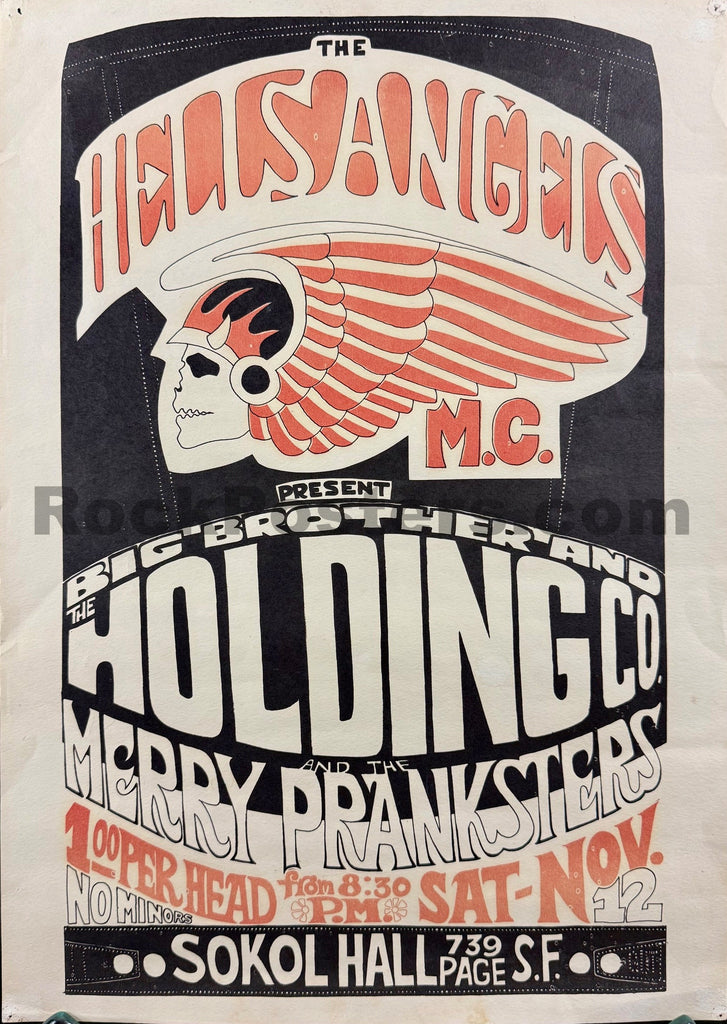 THE
HELLS ANGELS
M.C.
PRESENT
RockPosters.com
BIG BROTHER AND
THE HOLDING CO.
AND THE
MERRY PRANKSTERS
1.00 PER HEAD from 8:30 P.M. SAT-NOV. 12
NO MINORS
SOKOL HALL 739 PAGE S.F.